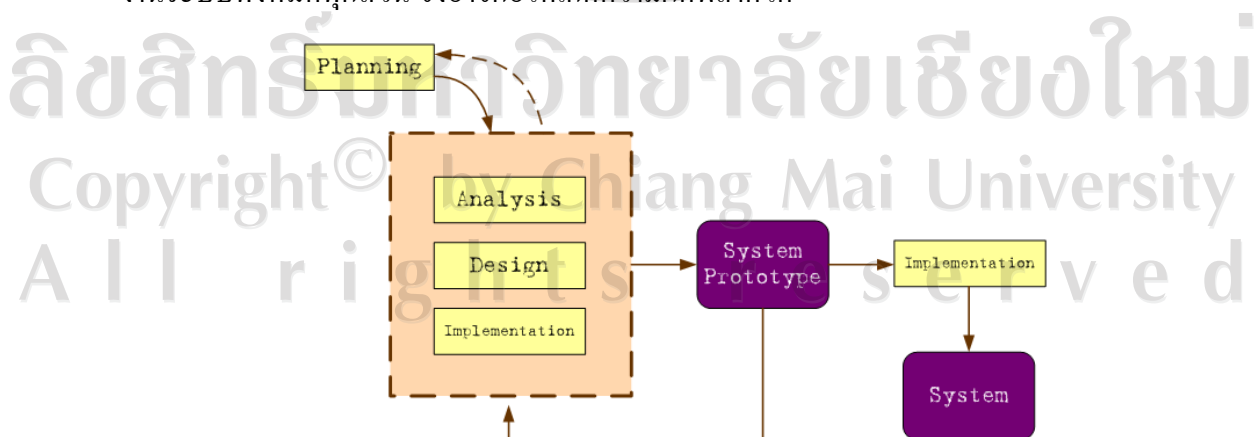 Planning
ลิขสิทธิ์มหาวิทยาลัยเชียงใหม่
Copyright© by Chiang Mai University
All rights reserved
Analysis
Design
Implementation
System
Prototype
Implementation
System